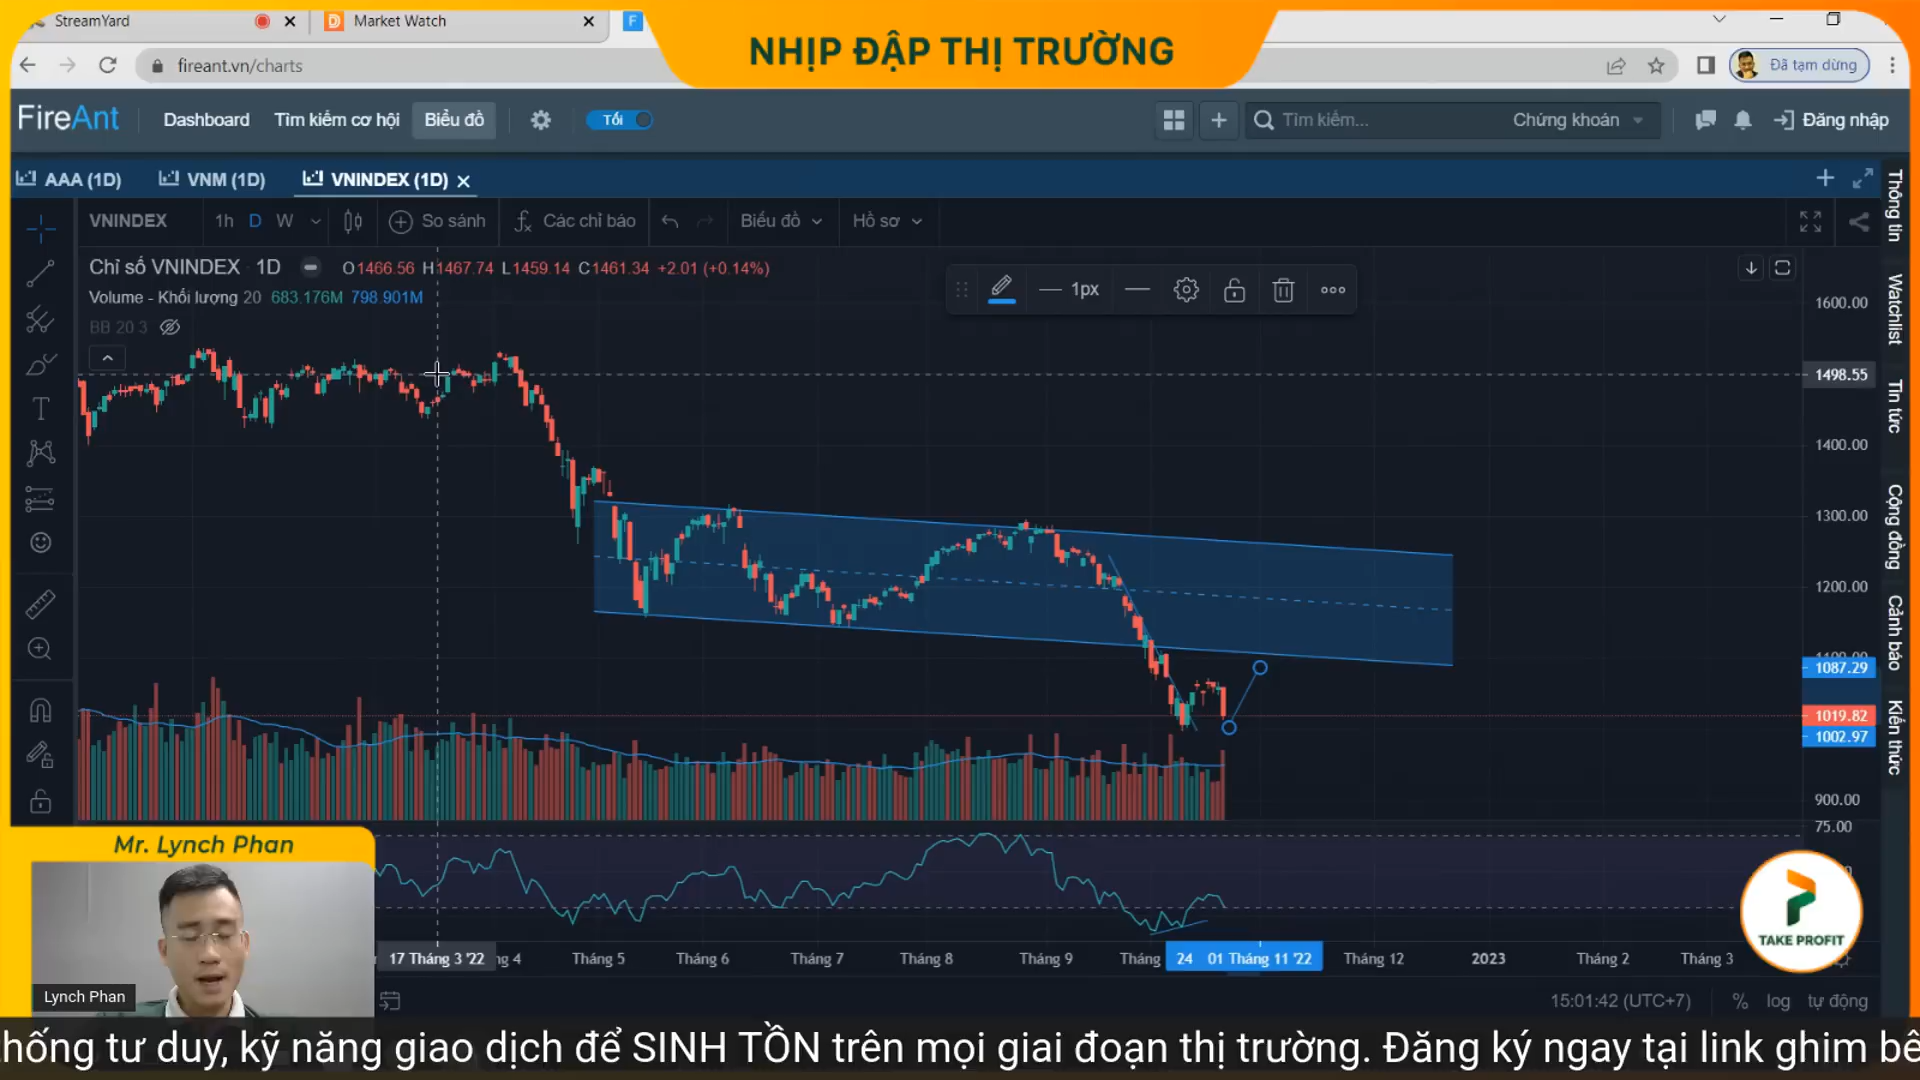 StreamYard
Market Watch
NHỊP ĐẬP THỊ TRƯỜNG
fireant.vn/charts
Đã tạm dừng
FireAnt
Dashboard
Tìm kiếm cơ hội
Biểu đồ
Tối
Tìm kiếm...
Chứng khoán
Đăng nhập
AAA (1D)
VNM (1D)
VNINDEX (1D)
VNINDEX
1h
D
W
So sánh
Các chỉ báo
Biểu đồ
Hồ sơ
Chỉ số VNINDEX 1D
O1466.56 H1467.74 L1459.14 C1461.34 +2.01 (+0.14%)
Volume - Khối lượng 20 683.176M 798.901M
BB 20 3
1px
1600.00
1498.55
1400.00
1300.00
1200.00
1100.00
1087.29
1019.82
1002.97
900.00
75.00
Thông tin
Watchlist
Tin tức
Cộng đồng
Cảnh báo
Kiến thức
Mr. Lynch Phan
Lynch Phan
TAKE PROFIT
17 Tháng 3 '22
ng 4
Tháng 5
Tháng 6
Tháng 7
Tháng 8
Tháng 9
Tháng
24
01 Tháng 11 '22
Tháng 12
2023
Tháng 2
Tháng 3
15:01:42 (UTC+7)
%
log
tự động
hống tư duy, kỹ năng giao dịch để SINH TỒN trên mọi giai đoạn thị trường. Đăng ký ngay tại link ghim bê